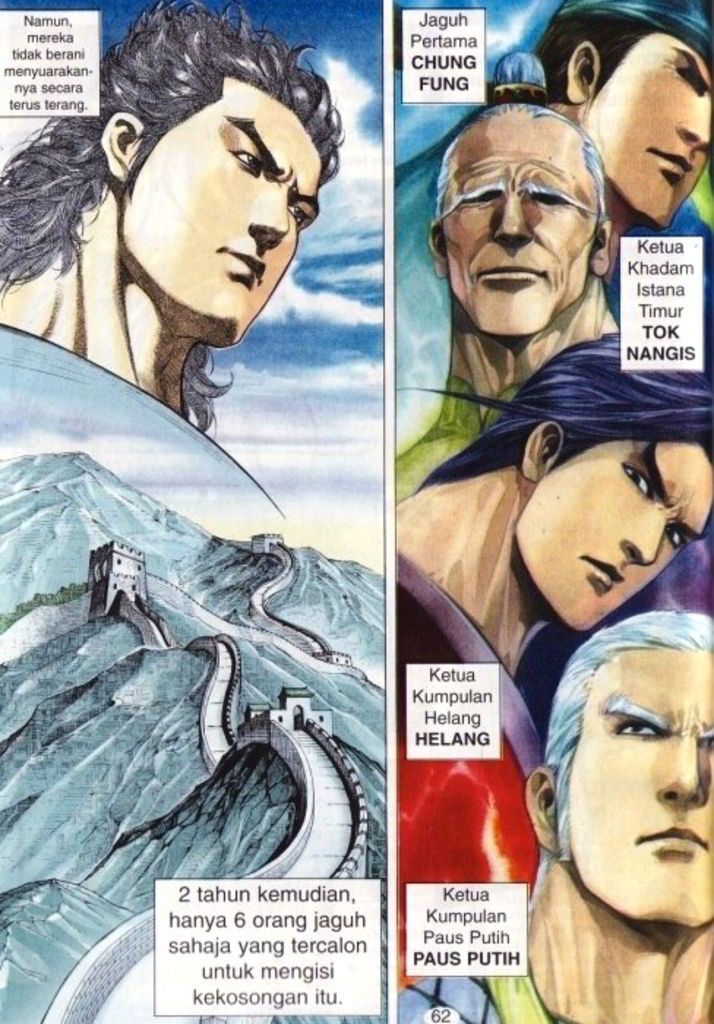 Namun,
mereka
tidak berani
menyuarakan-
nya secara
terus terang.
2 tahun kemudian,
hanya 6 orang jaguh
sahaja yang tercalon
untuk mengisi
kekosongan itu.
Jaguh
Pertama
CHUNG
FUNG
Ketua
Khadam
Istana
Timur
TOK
NANGIS
Ketua
Kumpulan
Helang
HELANG
Ketua
Kumpulan
Paus Putih
PAUS PUTIH
62